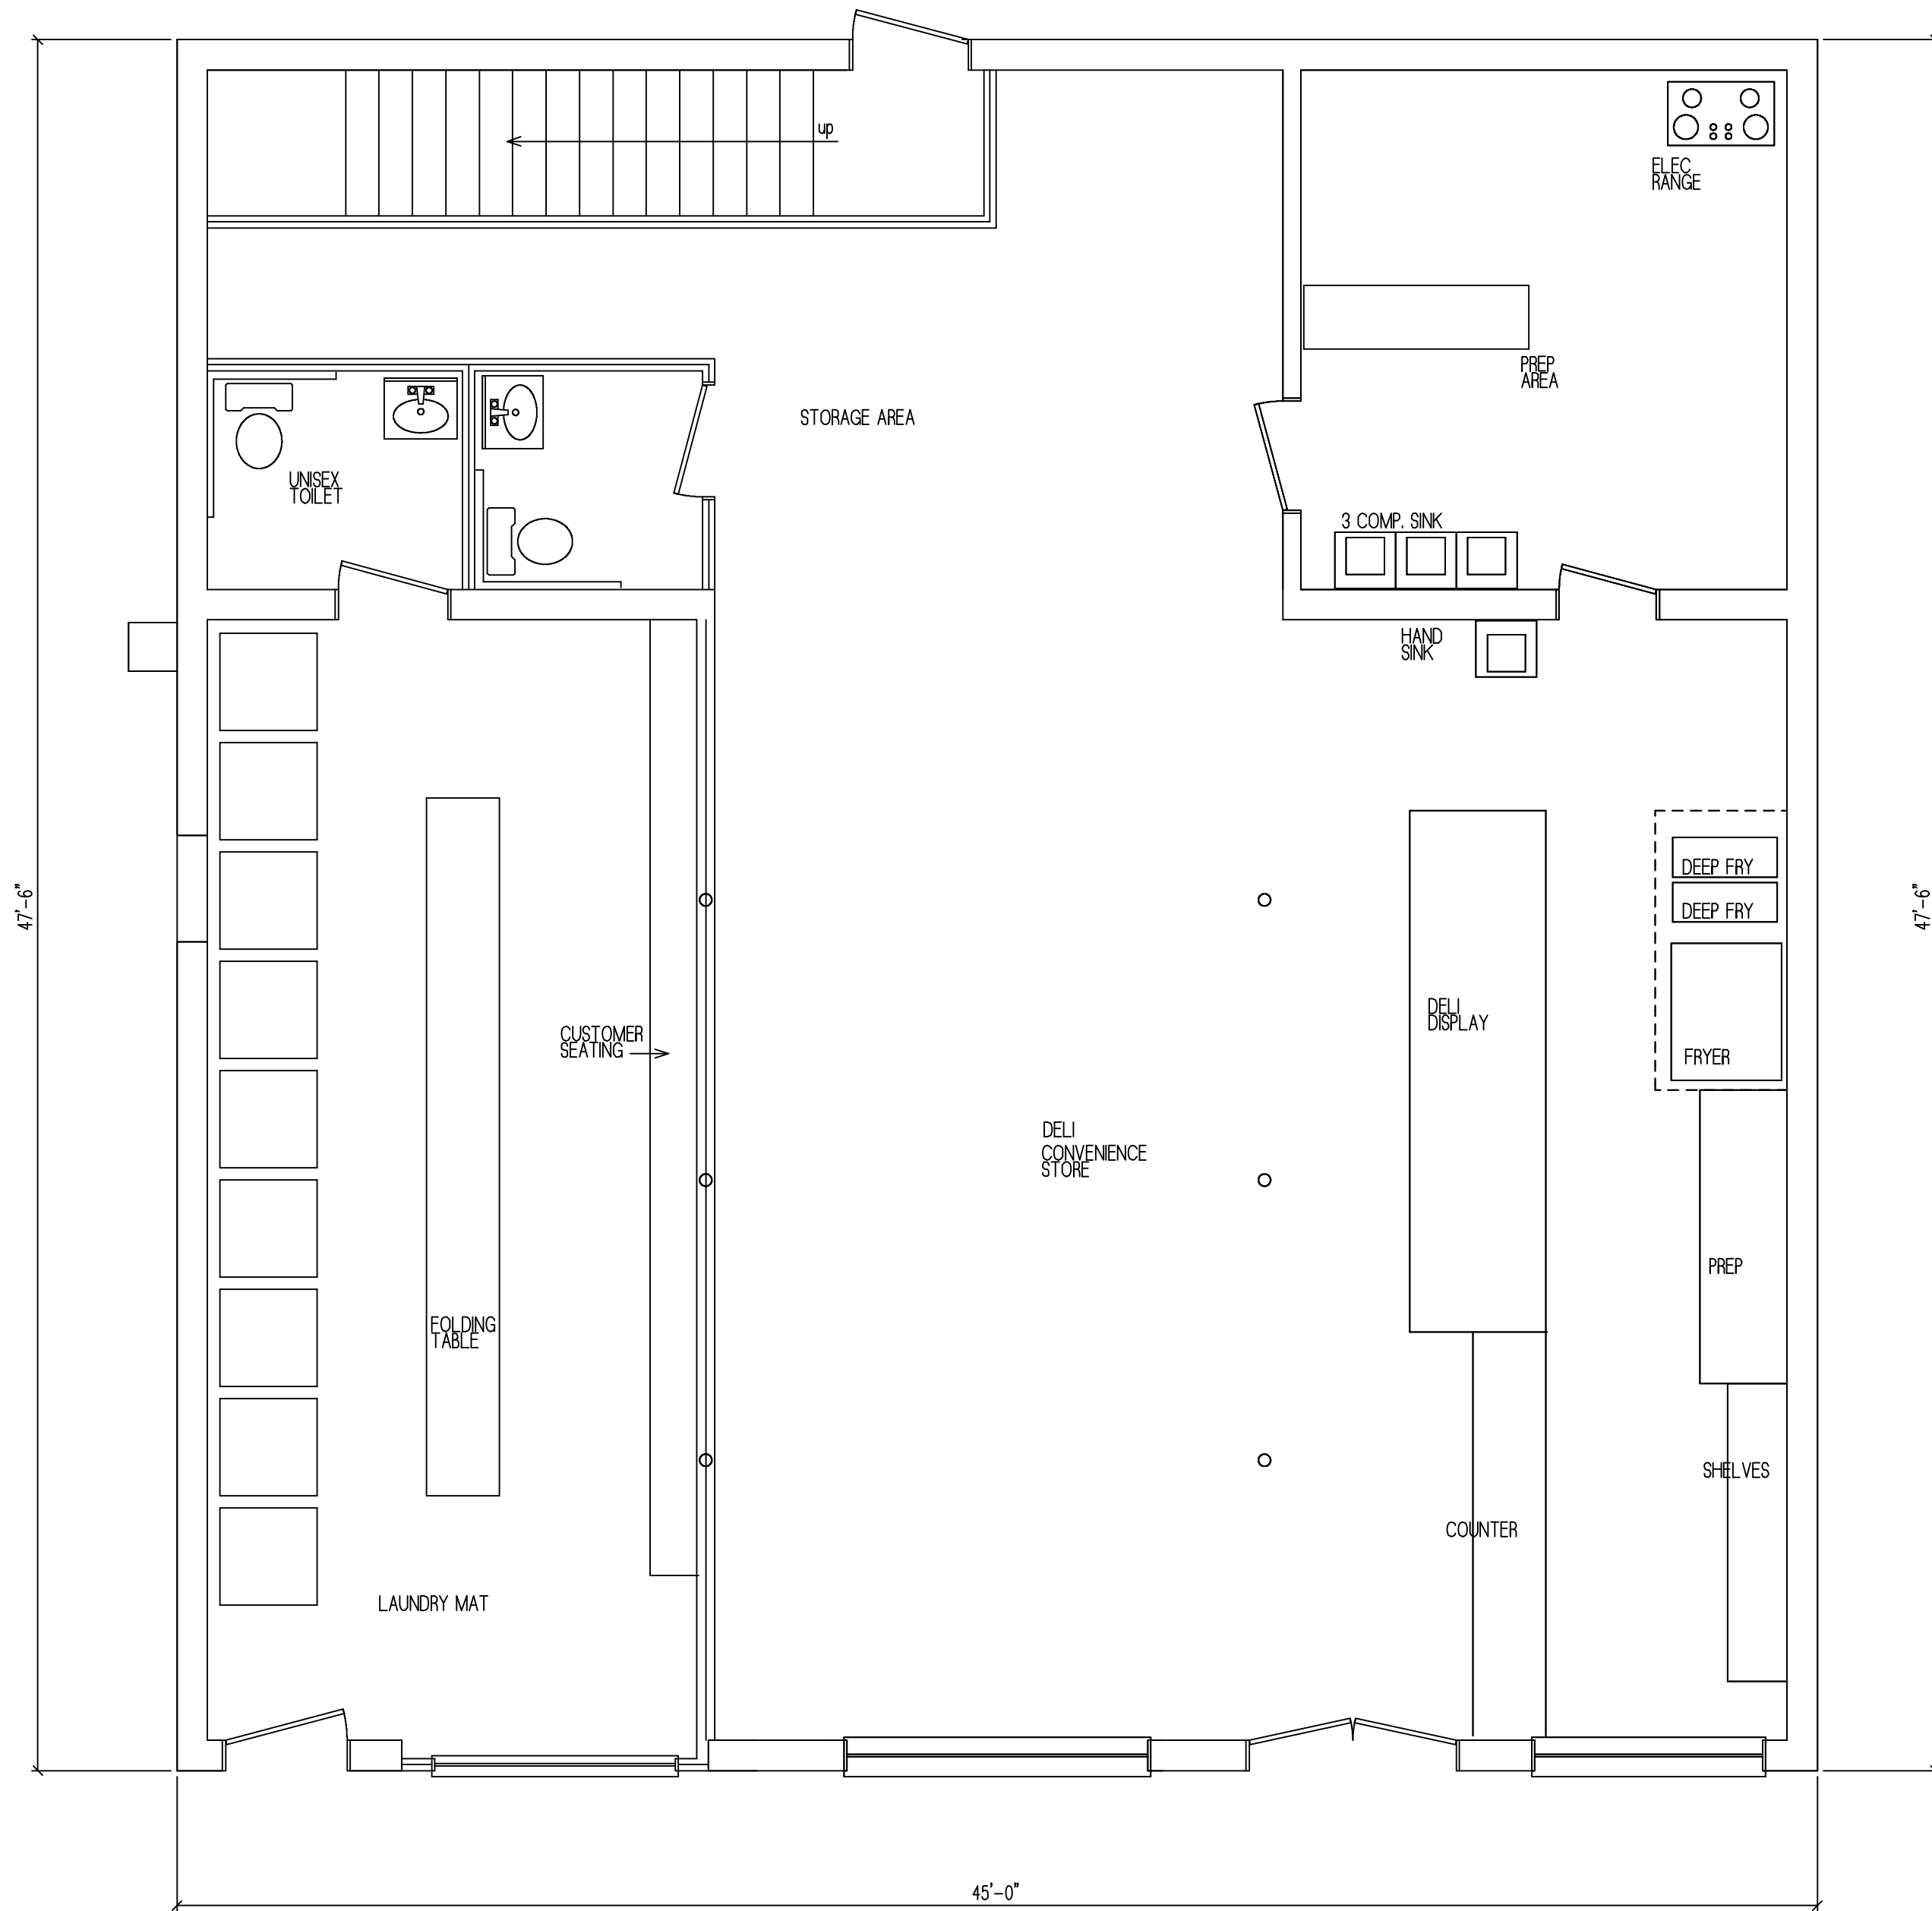 up
ELEC
RANGE
PREP
AREA
STORAGE AREA
UNISEX
TOILET
3 COMP. SINK
HAND
SINK
DEEP FRY
DEEP FRY
47'-6"
47'-6"
DELI
DISPLAY
CUSTOMER
SEATING
FRYER
DELI
CONVENIENCE
STORE
PREP
FOLDING
TABLE
SHELVES
COUNTER
LAUNDRY MAT
45'-0"